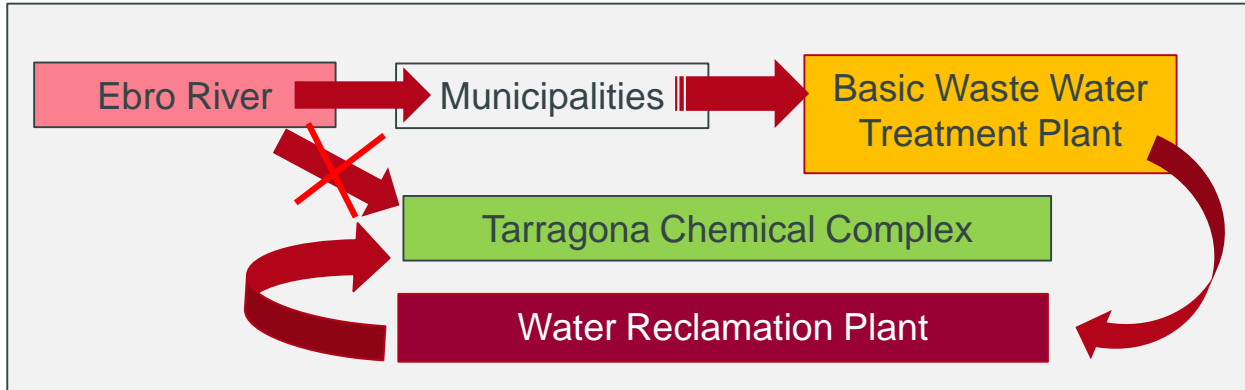 Ebro River
Municipalities
Basic Waste Water
Treatment Plant
Tarragona Chemical Complex
Water Reclamation Plant